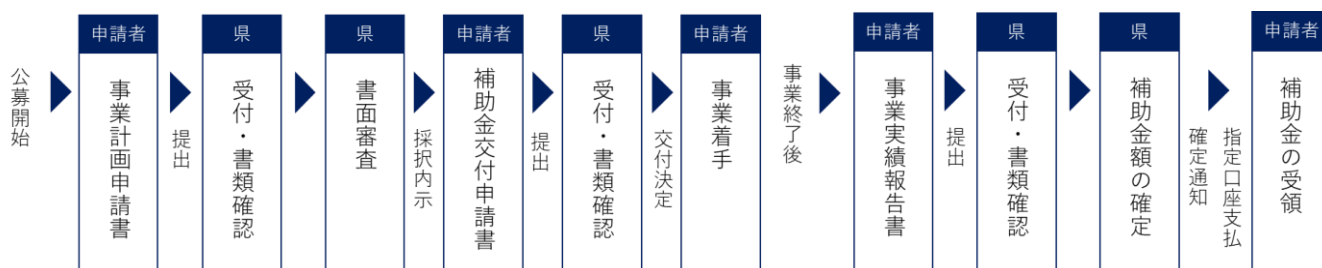 公募開始
申請者
事業計画申請書
提出
県
受付・書類確認
県
書面審査
採択内示
申請者
補助金交付申請書
提出
県
受付・書類確認
交付決定
申請者
事業着手
事業終了後
申請者
事業実績報告書
提出
県
受付・書類確認
県
補助金額の確定
確定通知
指定口座支払
申請者
補助金の受領